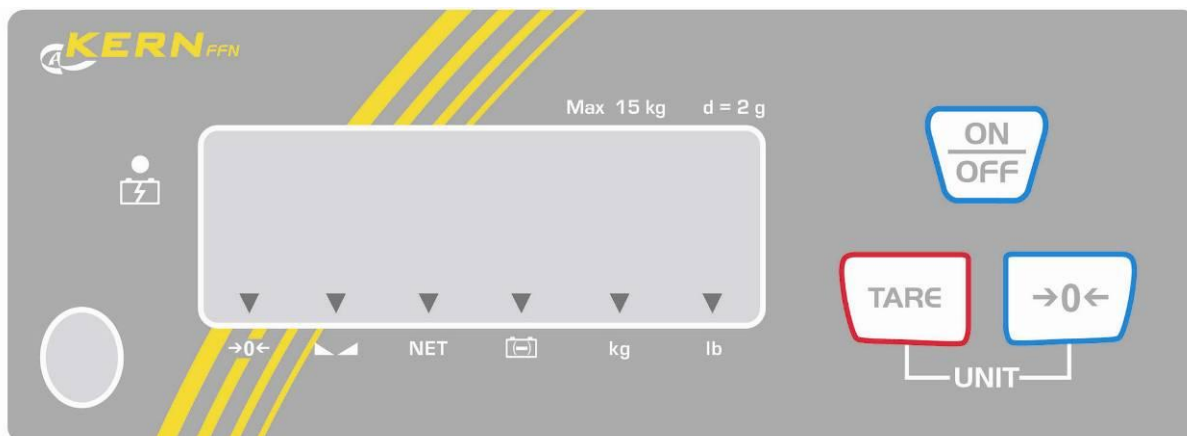 KERN FFN
Max 15 kg d = 2 g
ON
OFF
TARE →0←
→0← NET kg lb
UNIT